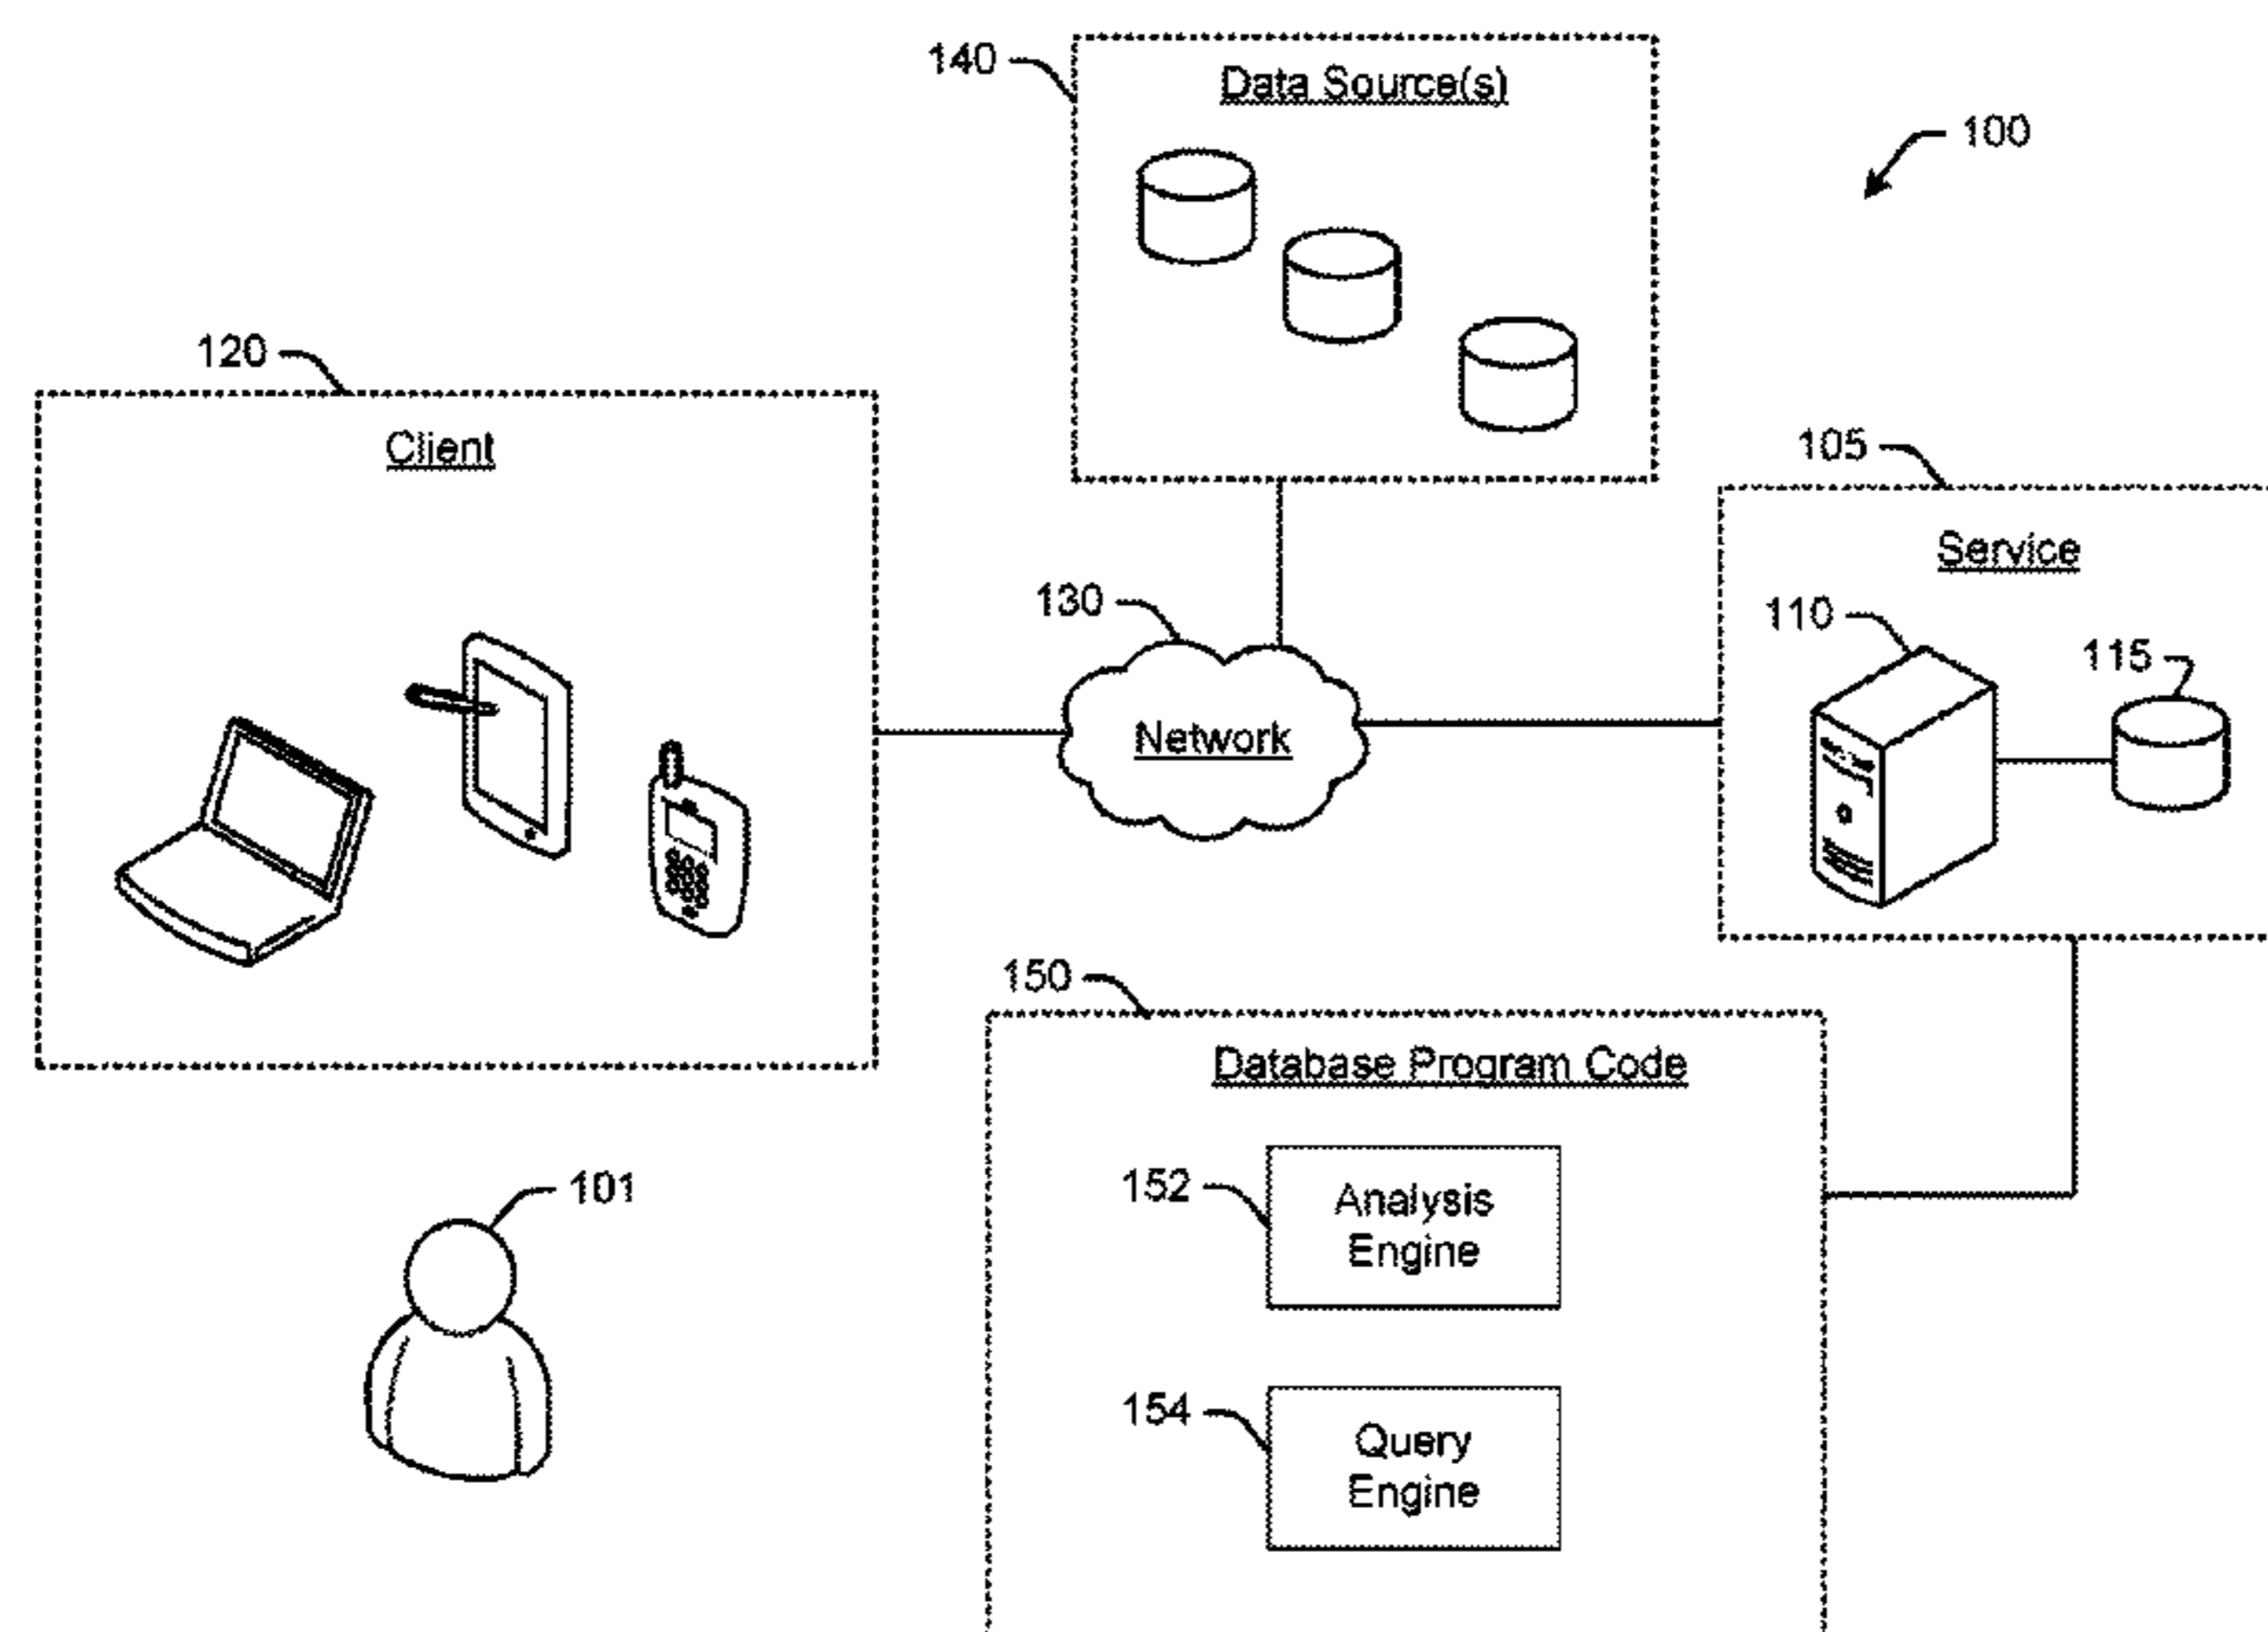 140
Data Source(s)
100
120
Client
105
Service
130
110
115
Network
150
Database Program Code
101
152
Analysis
Engine
154
Query
Engine